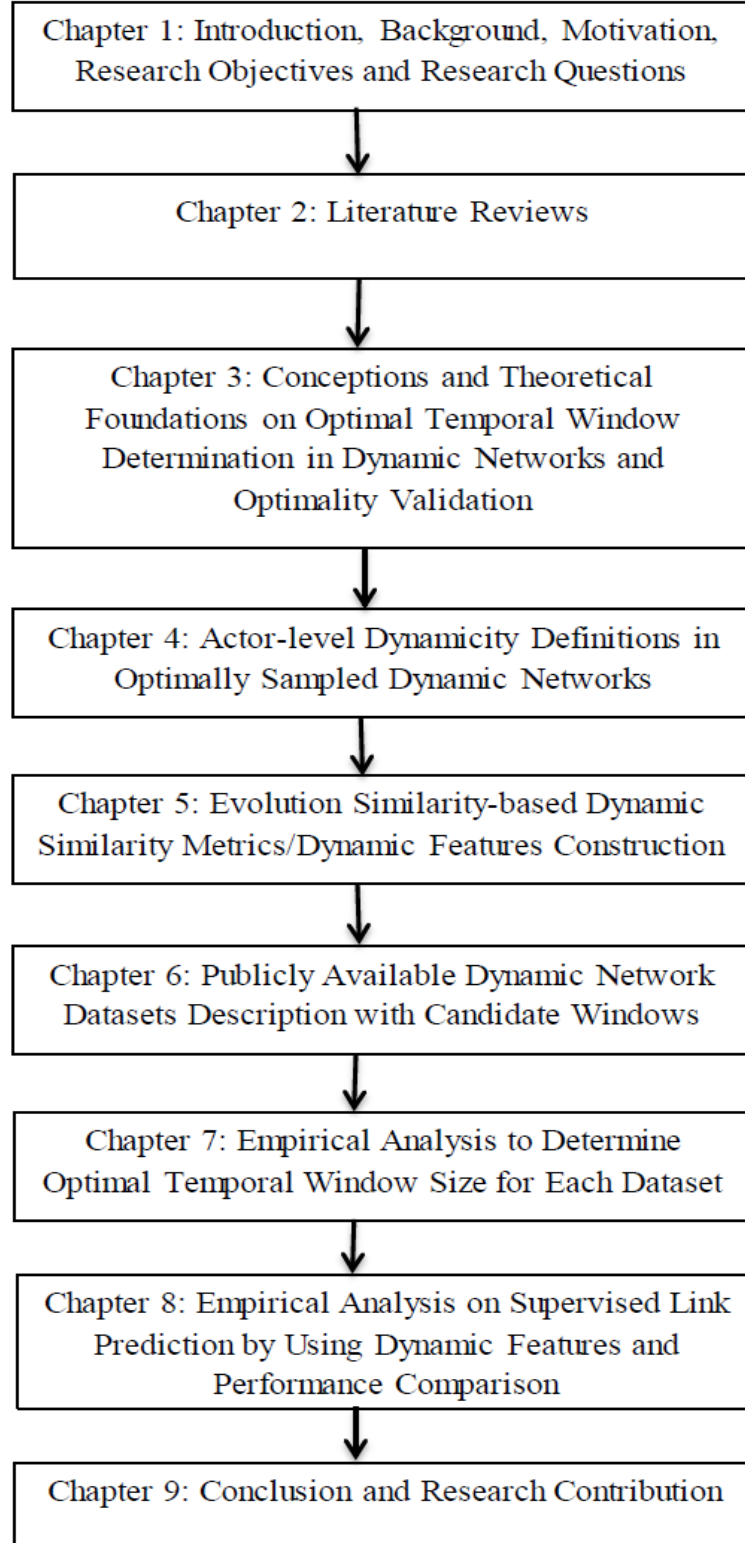 Chapter 1: Introduction, Background, Motivation,
Research Objectives and Research Questions
Chapter 2: Literature Reviews
Chapter 3: Conceptions and Theoretical
Foundations on Optimal Temporal Window
Determination in Dynamic Networks and
Optimality Validation
Chapter 4: Actor-level Dynamicity Definitions in
Optimally Sampled Dynamic Networks
Chapter 5: Evolution Similarity-based Dynamic
Similarity Metrics/Dynamic Features Construction
Chapter 6: Publicly Available Dynamic Network
Datasets Description with Candidate Windows
Chapter 7: Empirical Analysis to Determine
Optimal Temporal Window Size for Each Dataset
Chapter 8: Empirical Analysis on Supervised Link
Prediction by Using Dynamic Features and
Performance Comparison
Chapter 9: Conclusion and Research Contribution